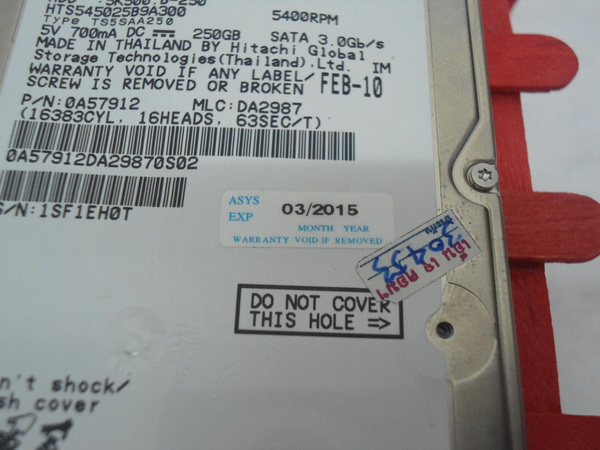 HTS545025B9A300 5400RPM
Type TS5SAA250
5V 700mA DC 250GB SATA 3.0Gb/s
MADE IN THAILAND BY Hitachi Global
Storage Technologies(Thailand).Ltd. IM
WARRANTY VOID IF ANY LABEL/
SCREW IS REMOVED OR BROKEN FEB-10
P/N:0A57912 MLC:DA2987
(16383CYL, 16HEADS, 63SEC/T)
0A57912DA29870S02
S/N:1SF1EH0T
ASYS
EXP 03/2015
MONTH YEAR
WARRANTY VOID IF REMOVED
30453
DO NOT COVER
THIS HOLE =>
n't shock/
sh cover